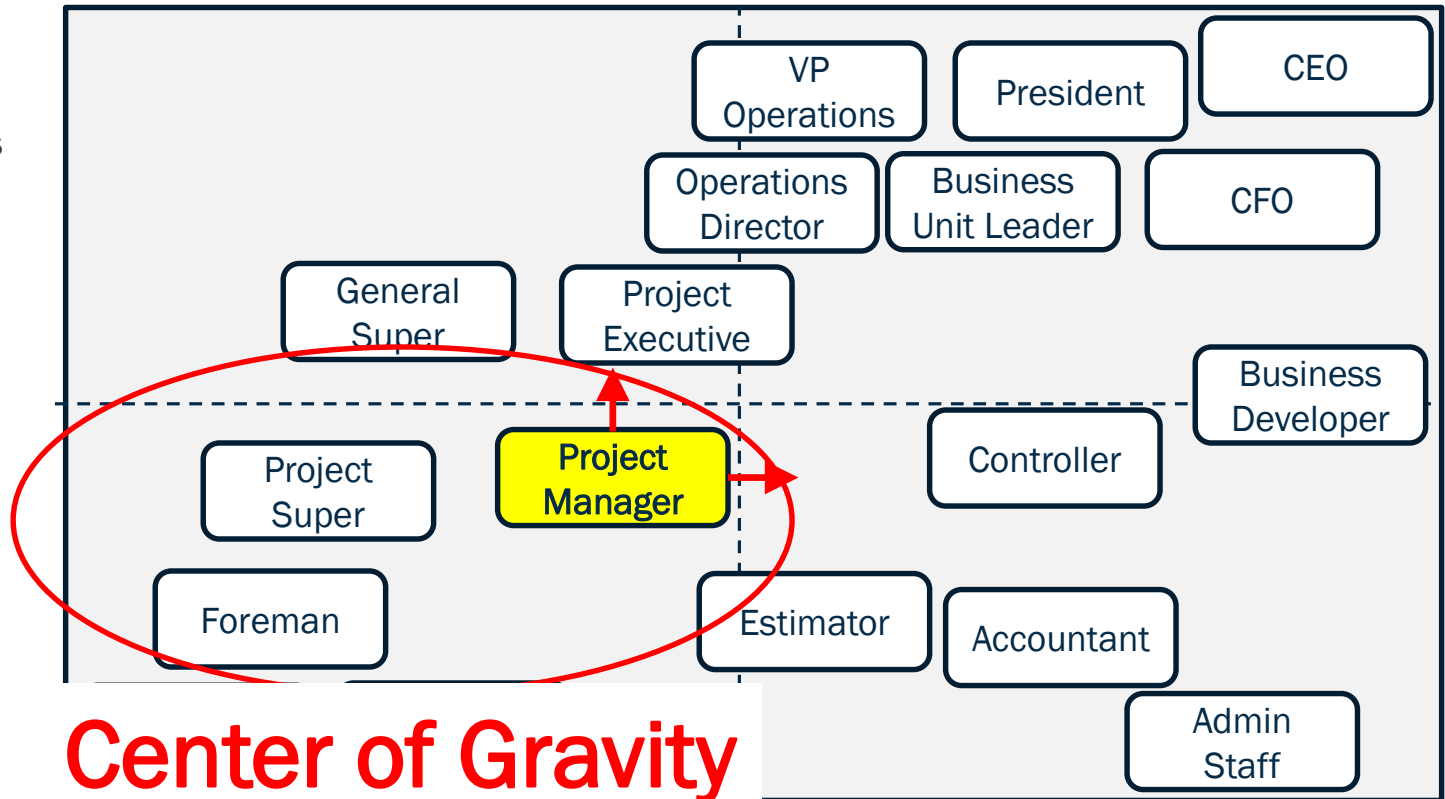 VP
Operations
President
CEO
Operations
Director
Business
Unit Leader
CFO
General
Super
Project
Executive
Business
Developer
Project
Super
Project
Manager
Controller
Foreman
Estimator
Accountant
Admin
Staff
Center of Gravity